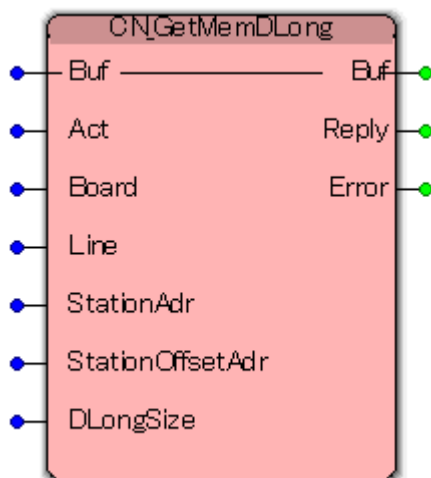 CN_GetMemDLong
Buf Buf
Act Reply
Board Error
Line
StationAdr
StationOffsetAdr
DLongSize